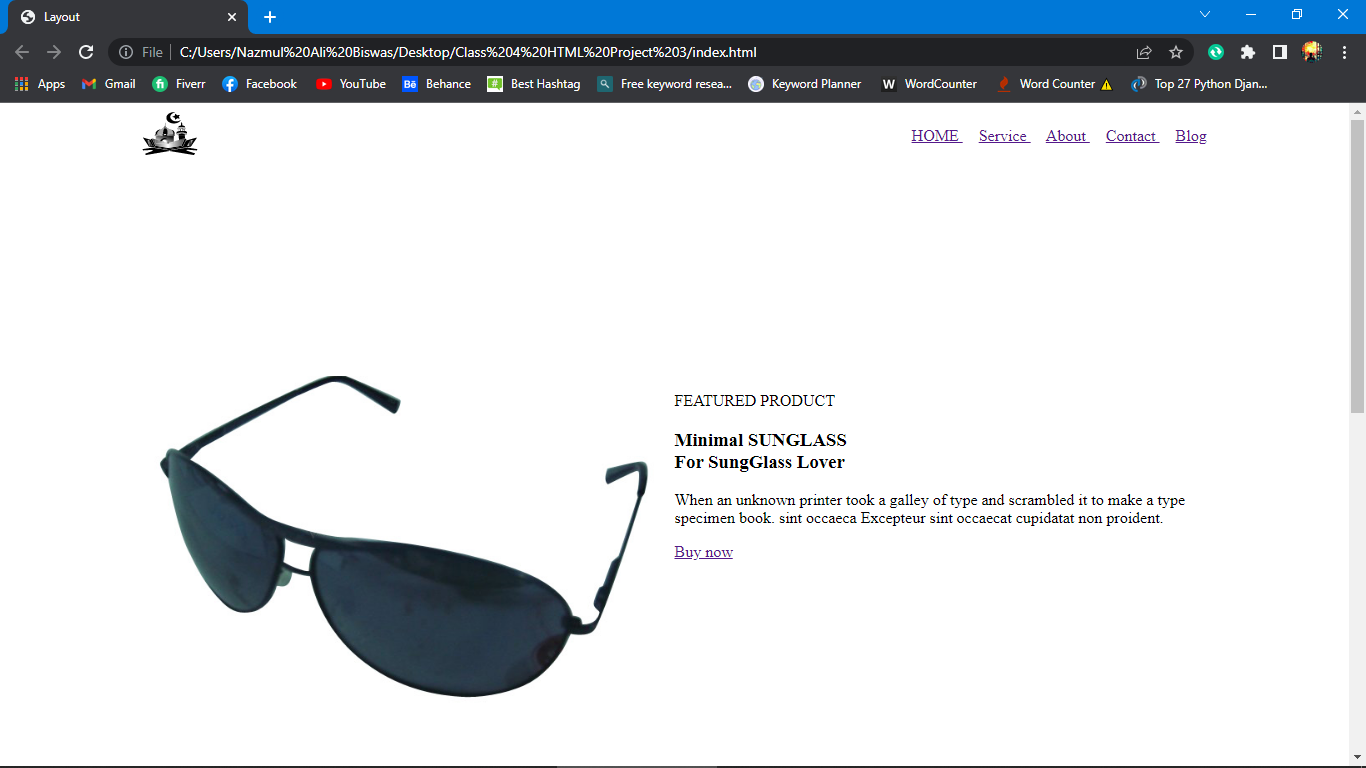 Layout
File C:/Users/Nazmul%20Ali%20Biswas/Desktop/Class%204%20HTML%20Project%203/index.html
Apps Gmail Fiverr Facebook YouTube Behance Best Hashtag Free keyword resea... Keyword Planner WordCounter Word Counter Top 27 Python Djan...
HOME Service About Contact Blog
FEATURED PRODUCT
Minimal SUNGLASS
For SungGlass Lover
When an unknown printer took a galley of type and scrambled it to make a type
specimen book. sint occaeca Excepteur sint occaecat cupidatat non proident.
Buy now